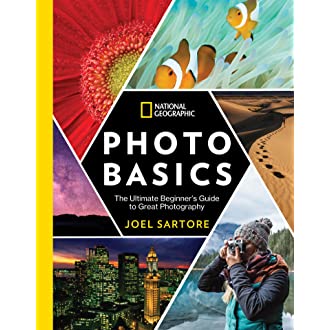 NATIONAL
GEOGRAPHIC
PHOTO
BASICS
The Ultimate Beginner's Guide
to Great Photography
JOEL SARTORE